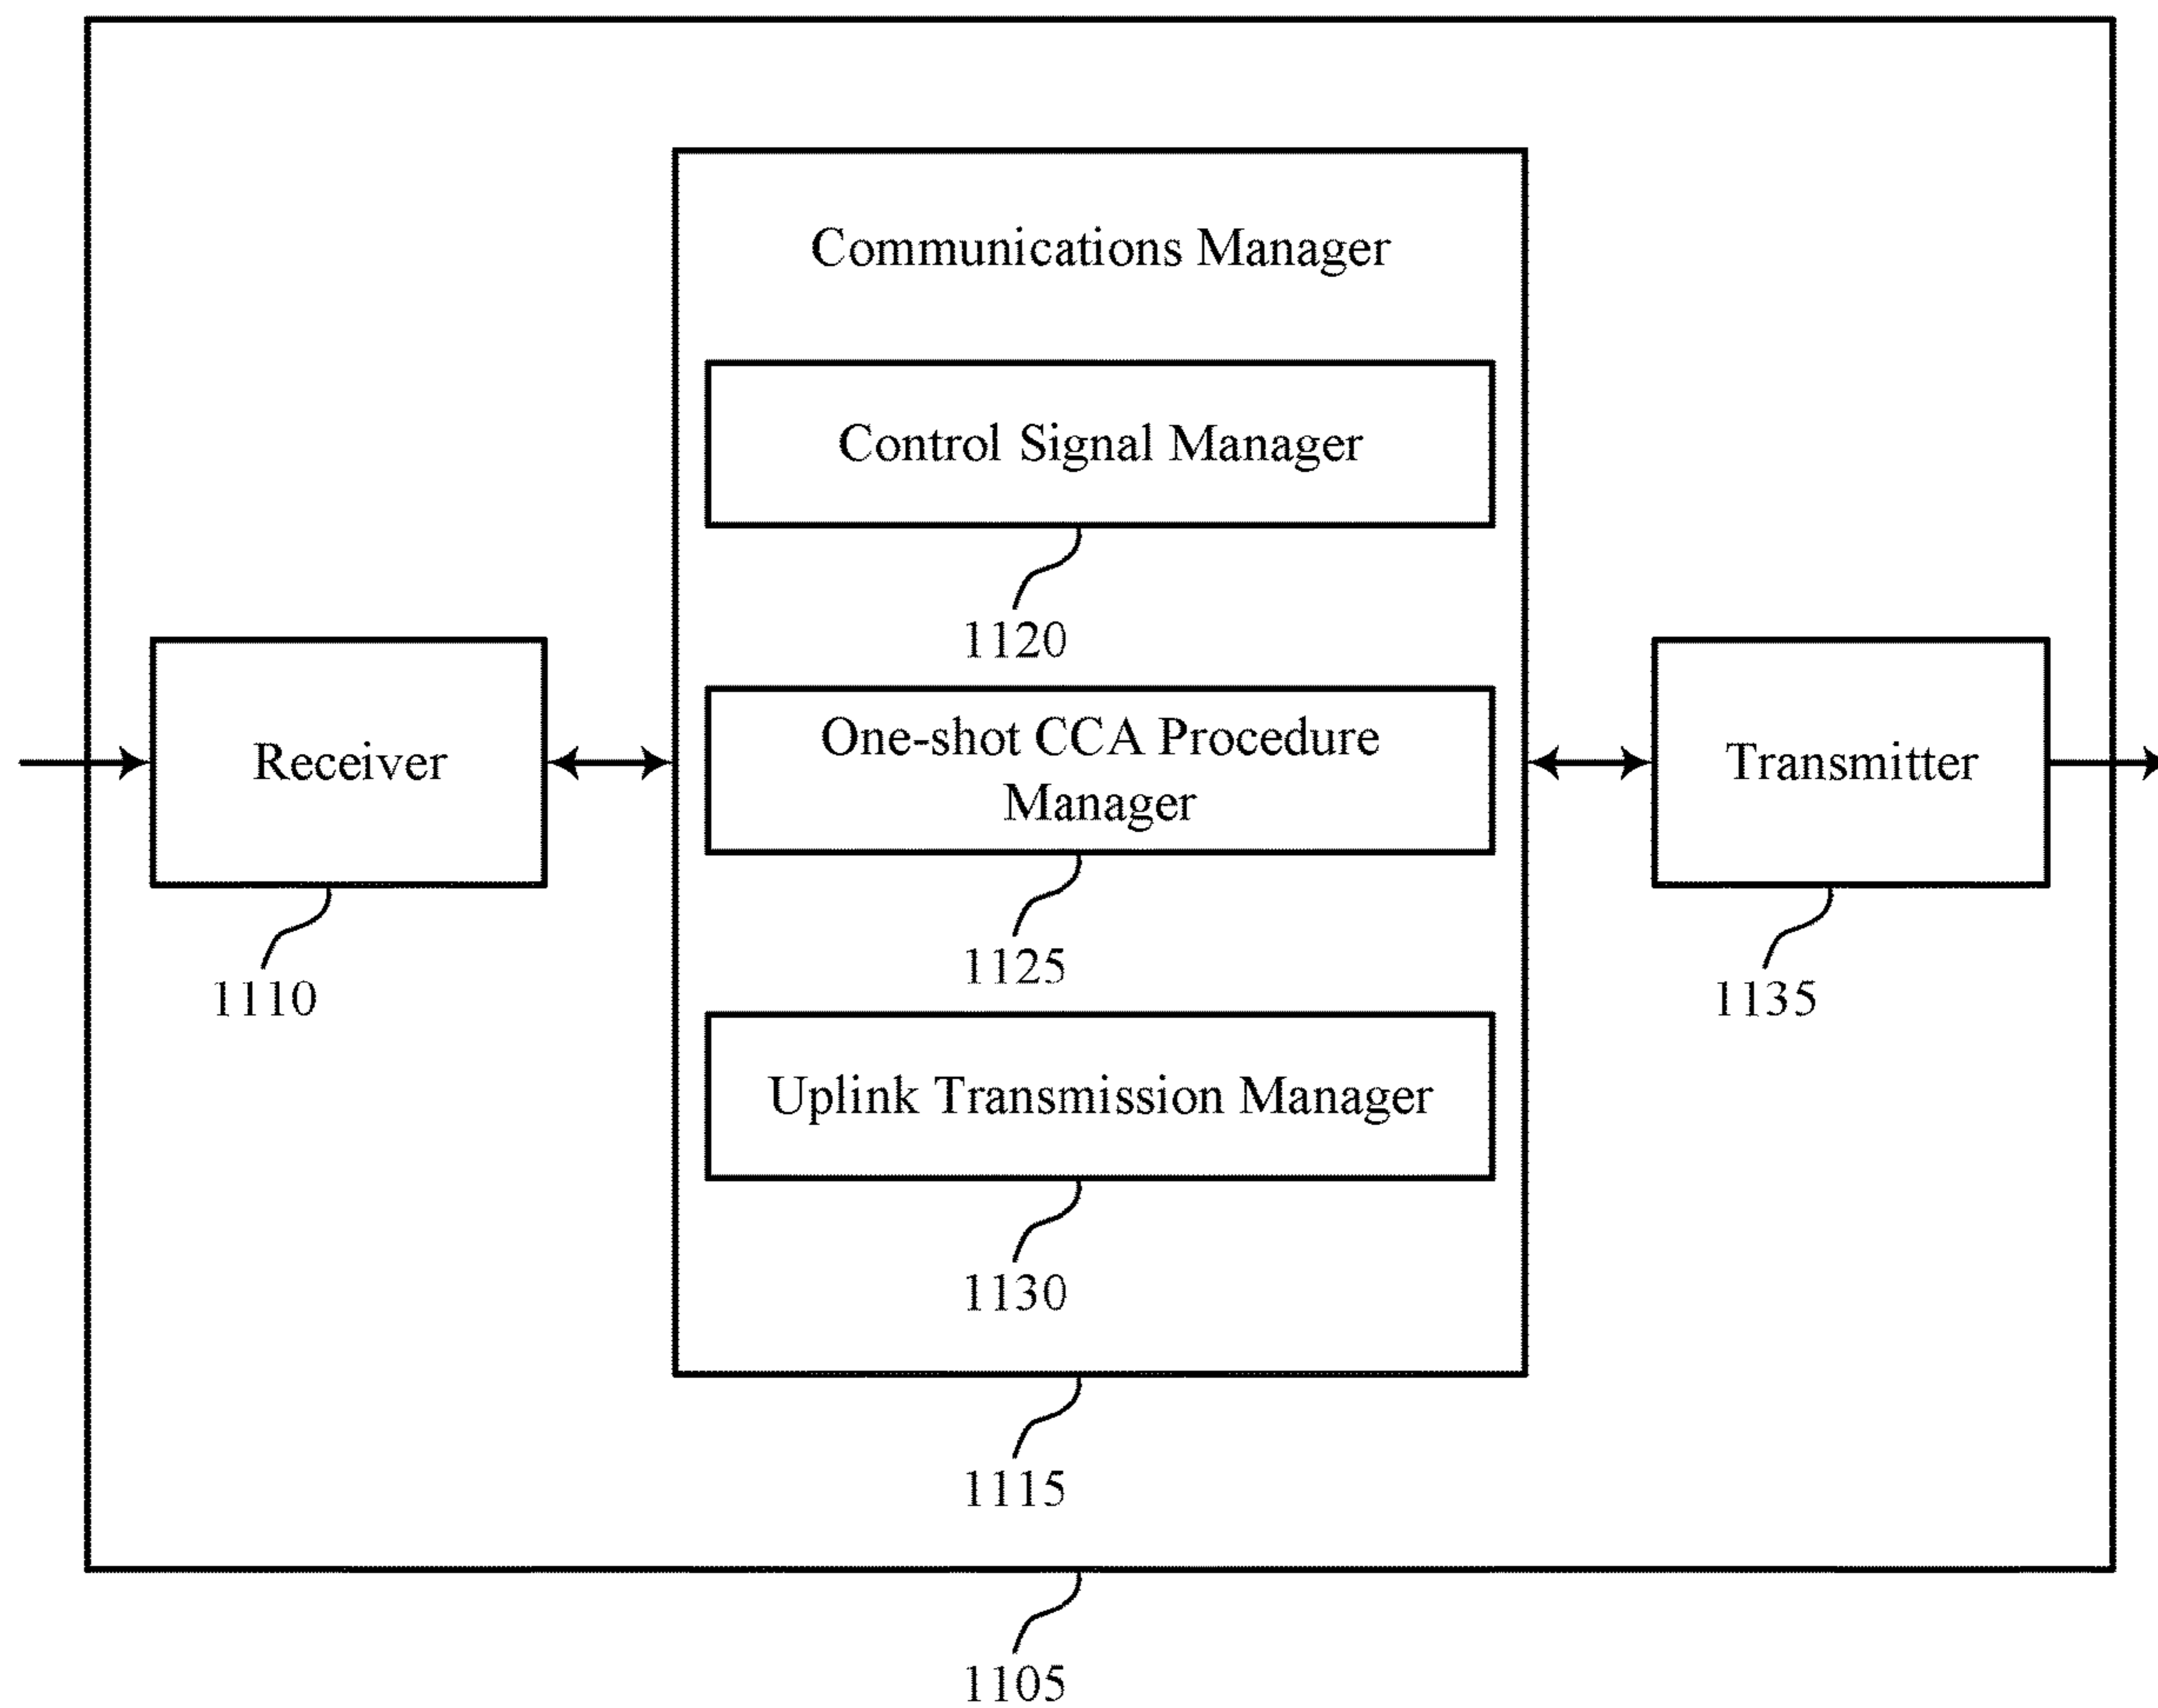 Communications Manager
Control Signal Manager
1120
Receiver
1110
One-shot CCA Procedure
Manager
1125
Transmitter
1135
Uplink Transmission Manager
1130
1115
1105